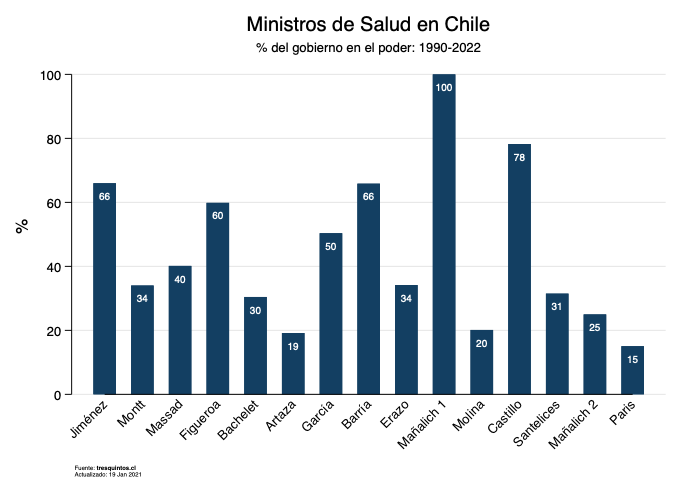 Ministros de Salud en Chile
% del gobierno en el poder: 1990-2022
%
100
80
60
40
20
0
66
34
40
60
30
19
50
66
34
100
20
78
31
25
15
Jiménez
Montt
Massad
Figueroa
Bachelet
Artaza
García
Barría
Erazo
Mañalich 1
Molina
Castillo
Santelices
Mañalich 2
Paris
Fuente: tresquintos.cl
Actualizado: 19 Jan 2021